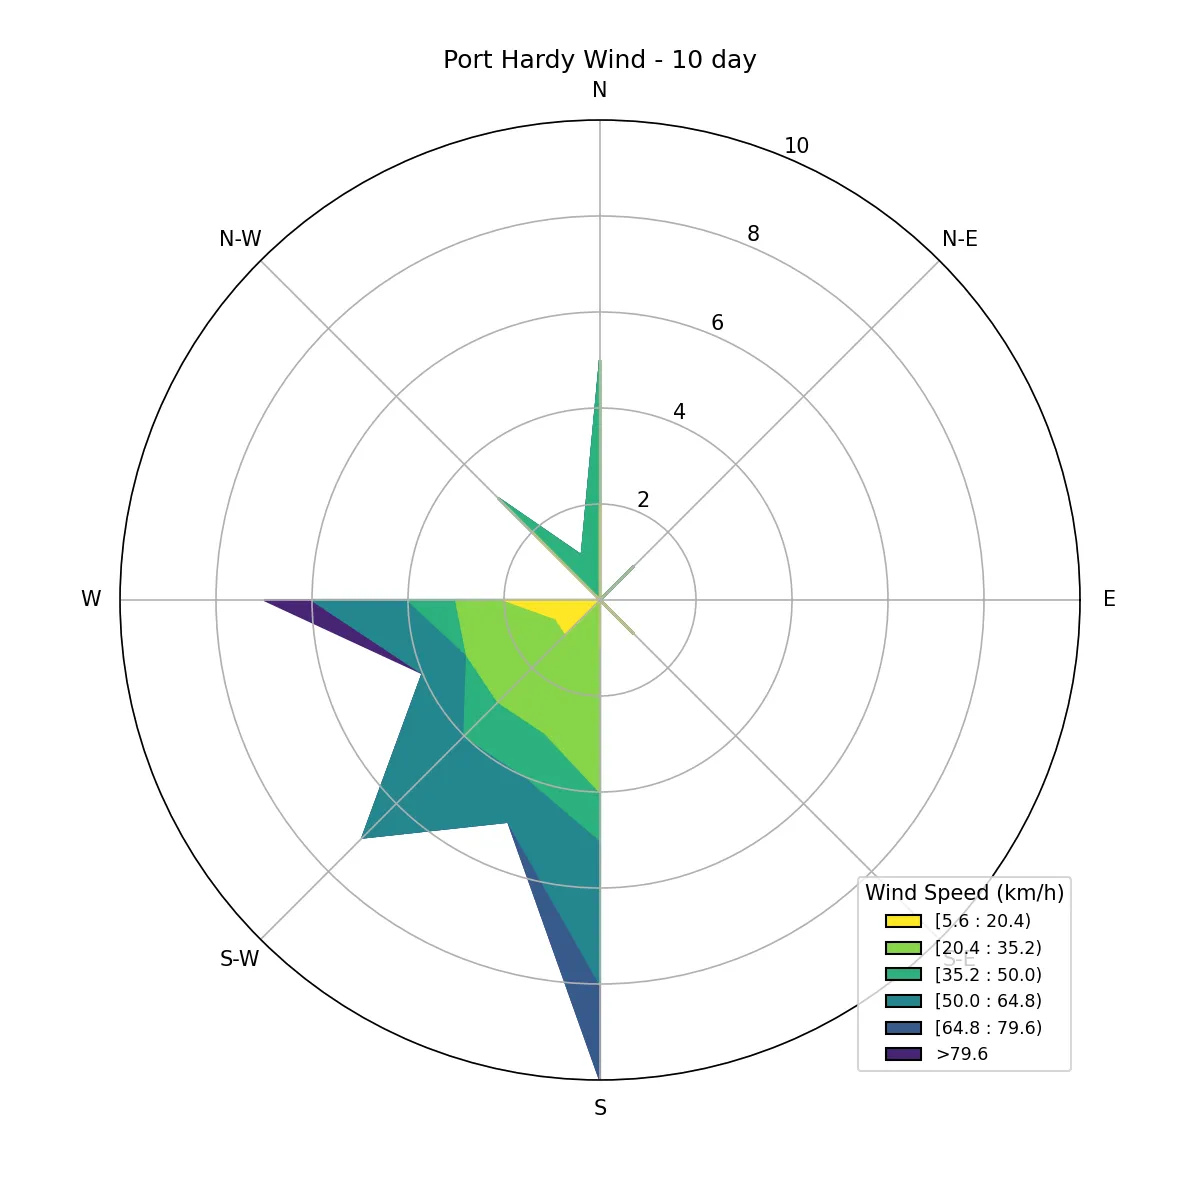 Port Hardy Wind - 10 day
N
10
N-W
8
N-E
6
4
2
W
E
Wind Speed (km/h)
[5.6 : 20.4)
[20.4 : 35.2)
S-W
S-E
[35.2 : 50.0)
[50.0 : 64.8)
[64.8 : 79.6)
>79.6
S